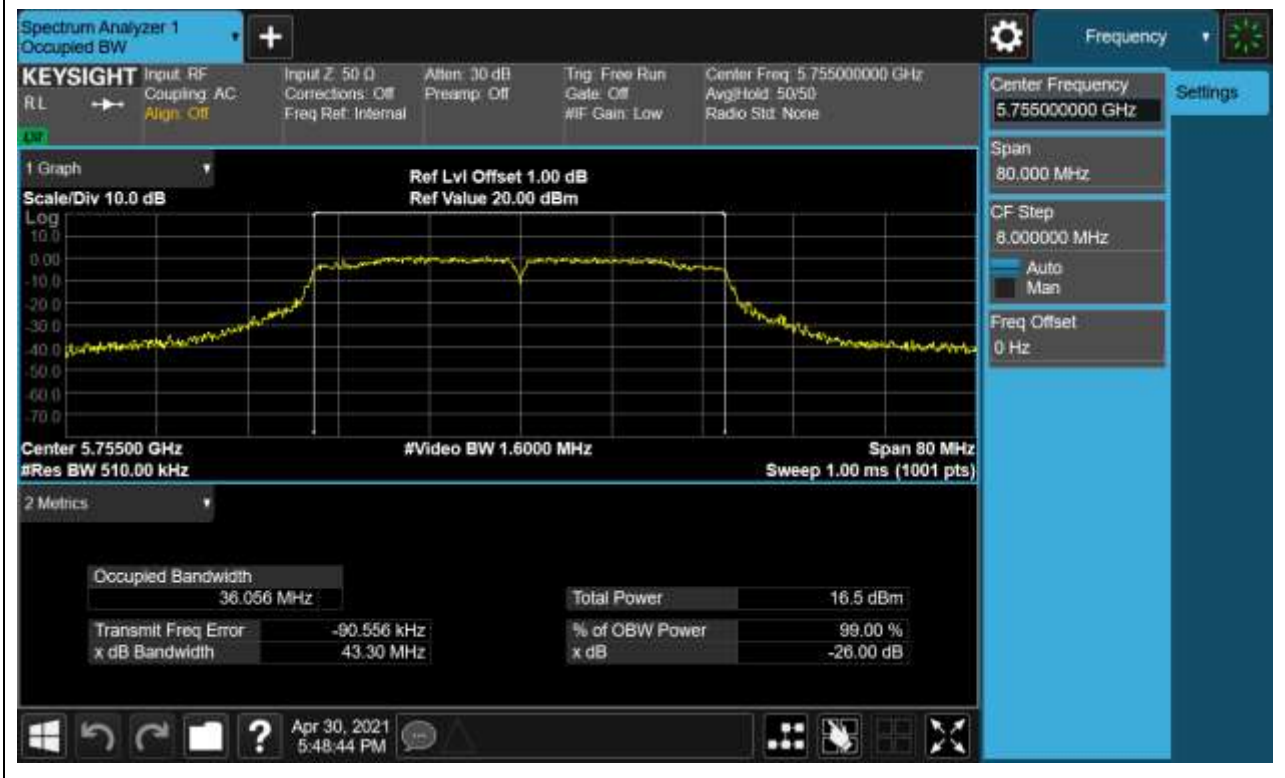 Spectrum Analyzer 1
Occupied BW
Frequency
KEYSIGHT
RL
LXI
Input: RF
Coupling: AC
Align: Off
Input Z: 50 Ω
Corrections: Off
Freq Ref: Internal
Atten: 30 dB
Preamp: Off
Trig: Free Run
Gate: Off
#IF Gain: Low
Center Freq: 5.755000000 GHz
Avg|Hold: 50/50
Radio Std: None
Center Frequency
5.755000000 GHz
Settings
Span
80.000 MHz
CF Step
8.000000 MHz
Auto
Man
Freq Offset
0 Hz
1 Graph
Scale/Div 10.0 dB
Ref Lvl Offset 1.00 dB
Ref Value 20.00 dBm
Log
10.0
0.00
-10.0
-20.0
-30.0
-40.0
-50.0
-60.0
-70.0
Center 5.75500 GHz
#Video BW 1.6000 MHz
Span 80 MHz
#Res BW 510.00 kHz
Sweep 1.00 ms (1001 pts)
2 Metrics
Occupied Bandwidth
36.056 MHz
Total Power 16.5 dBm
Transmit Freq Error -90.556 kHz
% of OBW Power 99.00 %
x dB Bandwidth 43.30 MHz
x dB -26.00 dB
?
Apr 30, 2021
5:48:44 PM